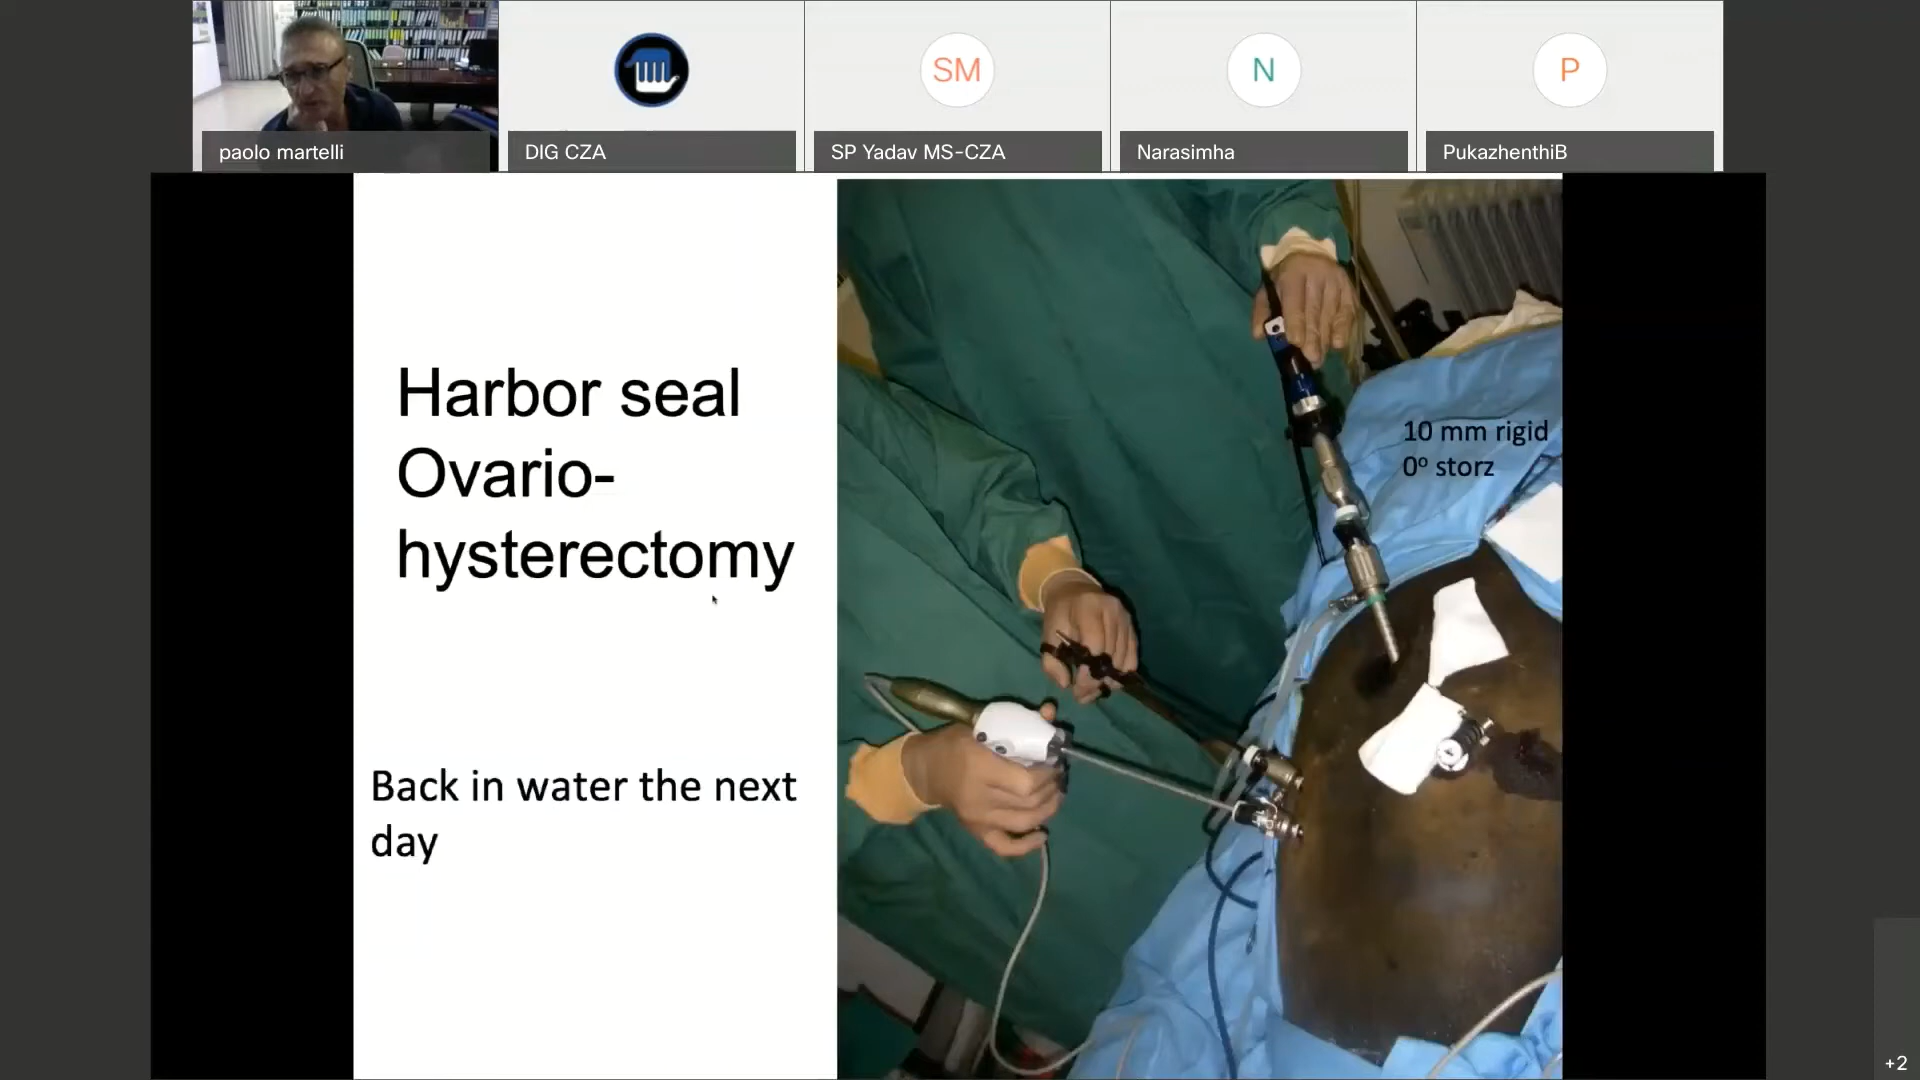 paolo martelli
DIG CZA
SM
SP Yadav MS-CZA
N
Narasimha
P
PukazhenthiB
Harbor seal
Ovario-
hysterectomy
Back in water the next
day
10 mm rigid
0º storz
+2